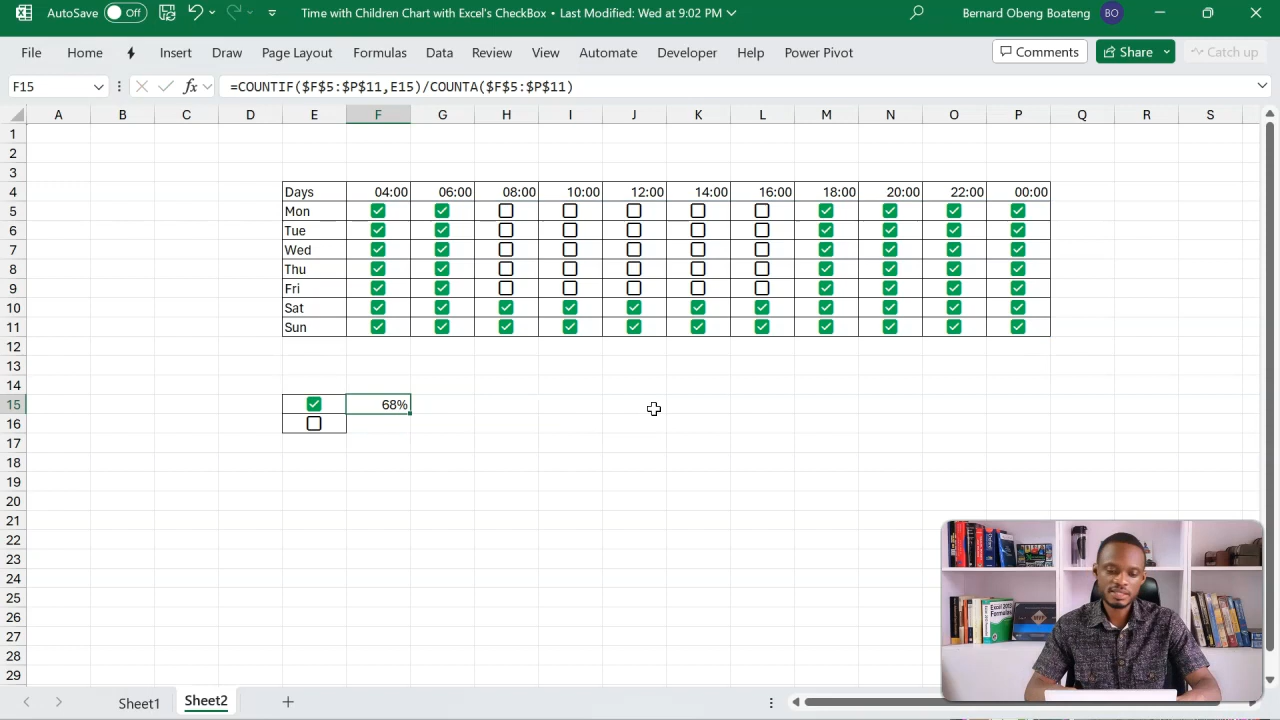 AutoSave Off Time with Children Chart with Excel's CheckBox • Last Modified: Wed at 9:02 PM Bernard Obeng Boateng BO
File Home Insert Draw Page Layout Formulas Data Review View Automate Developer Help Power Pivot Comments Share Catch up
F15 fx =COUNTIF($F$5:$P$11,E15)/COUNTA($F$5:$P$11)
A B C D E F G H I J K L M N O P Q R S
1
2
3
4 Days 04:00 06:00 08:00 10:00 12:00 14:00 16:00 18:00 20:00 22:00 00:00
5 Mon
6 Tue
7 Wed
8 Thu
9 Fri
10 Sat
11 Sun
12
13
14
15 68%
16
17
18
19
20
21
22
23
24
25
26
27
28
29
Sheet1 Sheet2